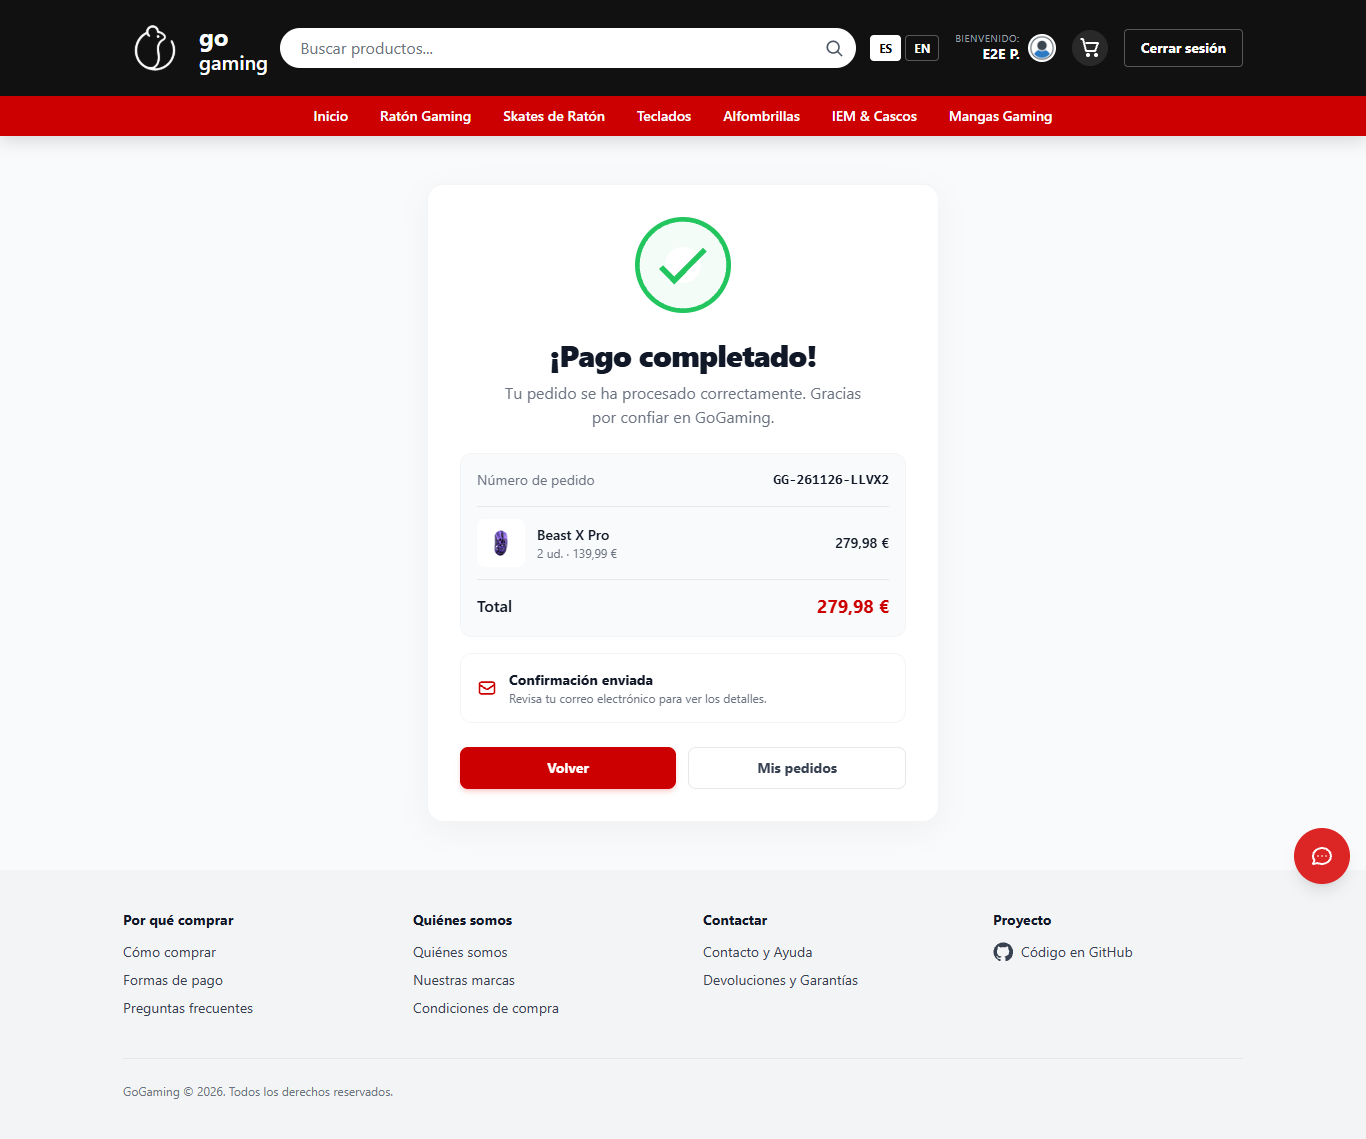 go
gaming
Buscar productos...
ES
EN
BIENVENIDO:
E2E P.
Cerrar sesión
Inicio
Ratón Gaming
Skates de Ratón
Teclados
Alfombrillas
IEM & Cascos
Mangas Gaming
¡Pago completado!
Tu pedido se ha procesado correctamente. Gracias
por confiar en GoGaming.
Número de pedido
GG-261126-LLVX2
Beast X Pro
2 ud. · 139,99 €
279,98 €
Total
279,98 €
Confirmación enviada
Revisa tu correo electrónico para ver los detalles.
Volver
Mis pedidos
Por qué comprar
Cómo comprar
Formas de pago
Preguntas frecuentes
Quiénes somos
Quiénes somos
Nuestras marcas
Condiciones de compra
Contactar
Contacto y Ayuda
Devoluciones y Garantías
Proyecto
Código en GitHub
GoGaming © 2026. Todos los derechos reservados.